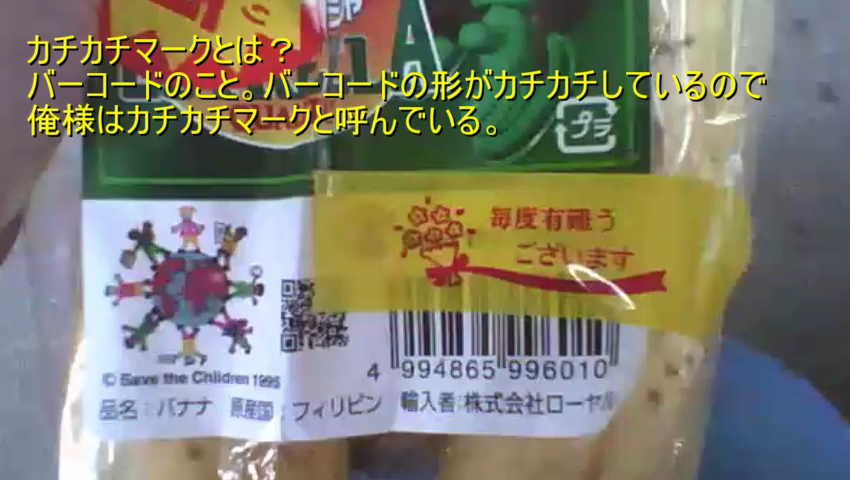 カチカチマークとは？
バーコードのこと。バーコードの形がカチカチしているので
俺様はカチカチマークと呼んでいる。
プラ
毎度有難う
ございます
4 994865 996010
© Save the Children 1995
品名：バナナ 原産国：フィリピン 輸入者:株式会社ローヤル